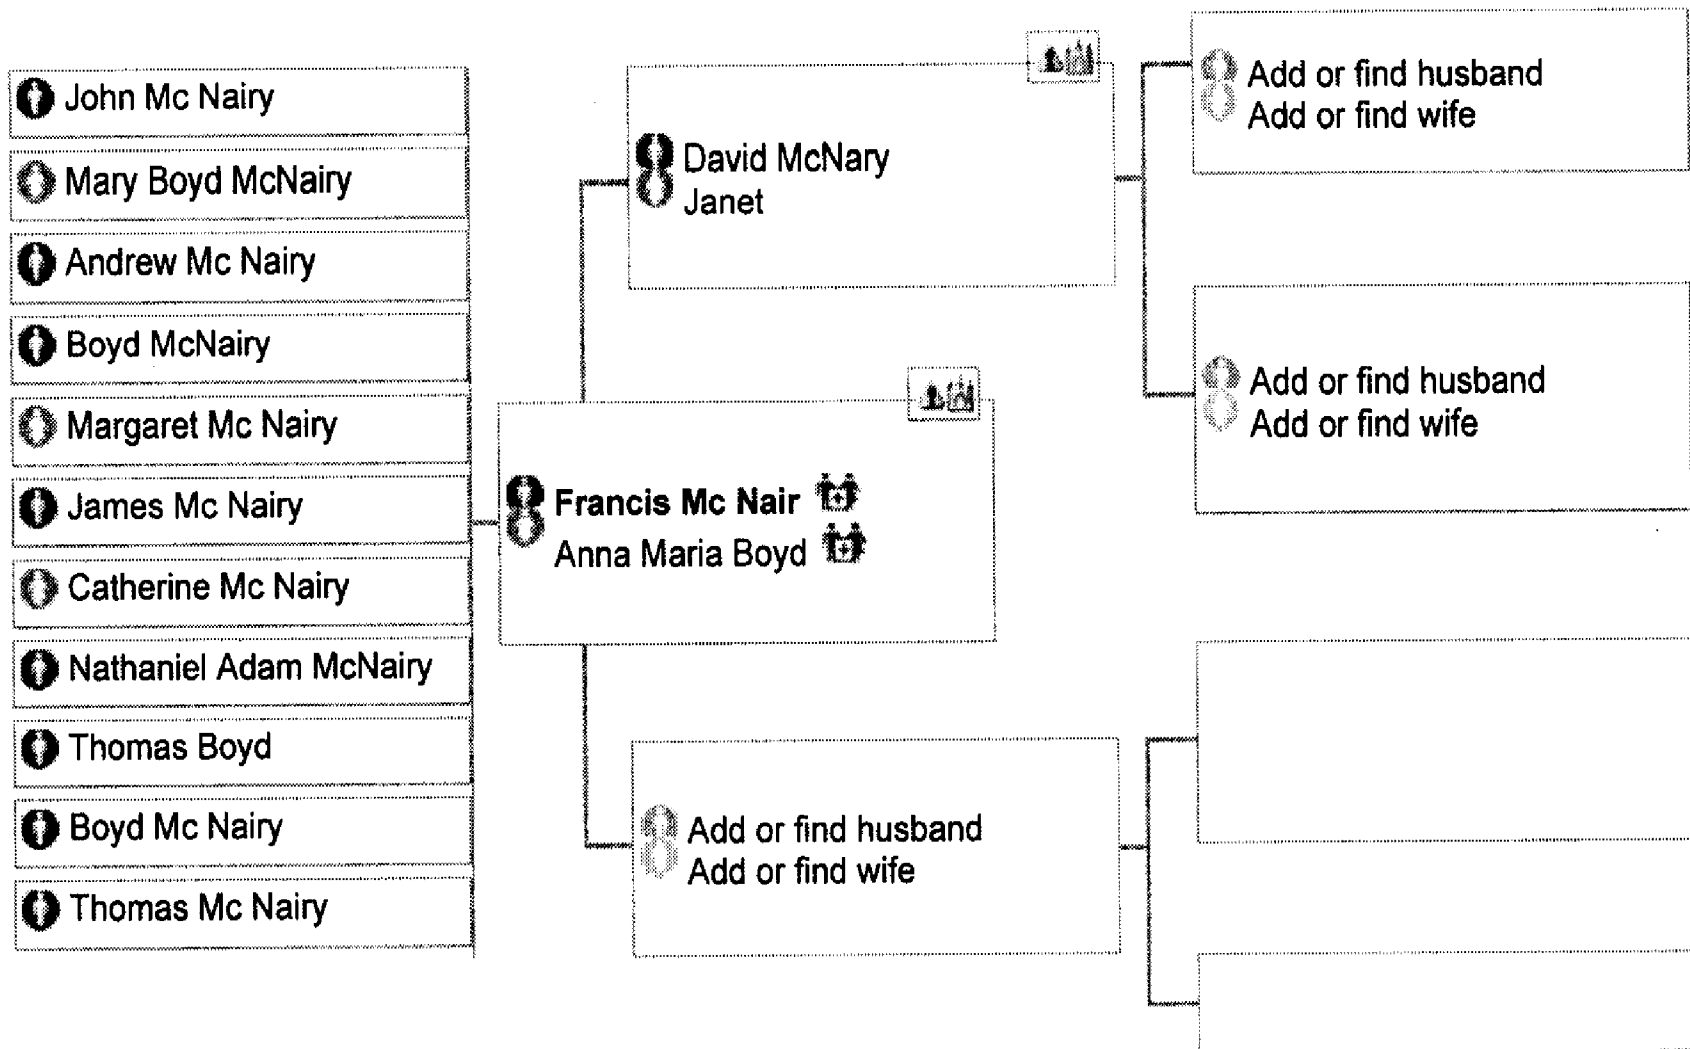 John Mc Nairy
Mary Boyd McNairy
Andrew Mc Nairy
Boyd McNairy
Margaret Mc Nairy
James Mc Nairy
Catherine Mc Nairy
Nathaniel Adam McNairy
Thomas Boyd
Boyd Mc Nairy
Thomas Mc Nairy
David McNary
Janet
Francis Mc Nair
Anna Maria Boyd
Add or find husband
Add or find wife
Add or find husband
Add or find wife
Add or find husband
Add or find wife